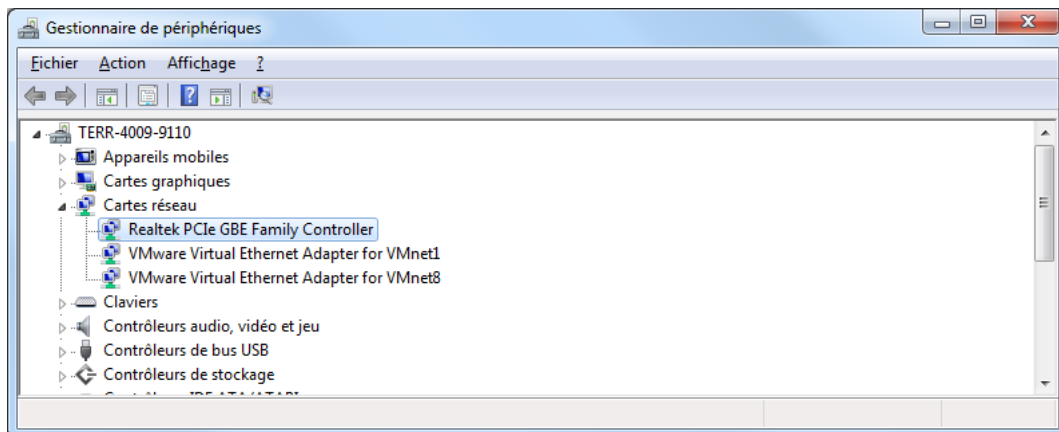 Gestionnaire de périphériques
Fichier Action Affichage ?
TERR-4009-9110
Appareils mobiles
Cartes graphiques
Cartes réseau
Realtek PCIe GBE Family Controller
VMware Virtual Ethernet Adapter for VMnet1
VMware Virtual Ethernet Adapter for VMnet8
Claviers
Contrôleurs audio, vidéo et jeu
Contrôleurs de bus USB
Contrôleurs de stockage